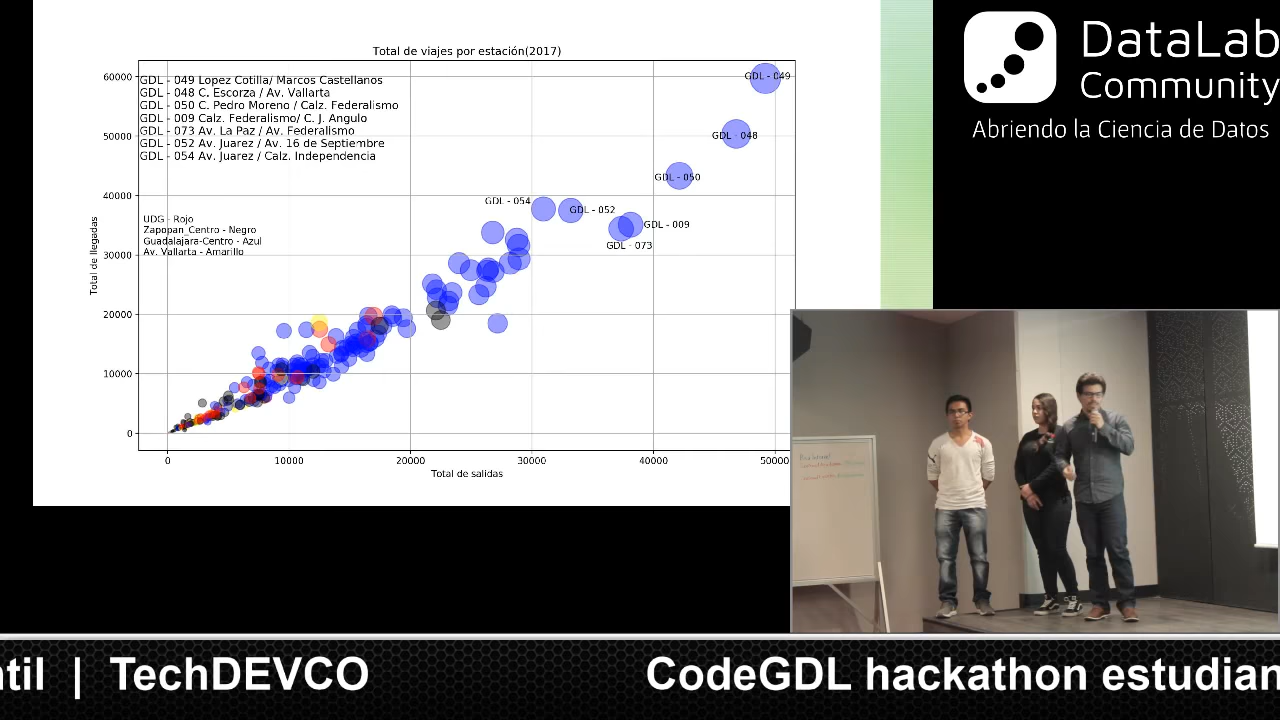 Total de viajes por estación(2017)
GDL - 049 Lopez Cotilla/ Marcos Castellanos
GDL - 048 C. Escorza / Av. Vallarta
GDL - 050 C. Pedro Moreno / Calz. Federalismo
GDL - 009 Calz. Federalismo/ C. J. Angulo
GDL - 073 Av. La Paz / Av. Federalismo
GDL - 052 Av. Juarez / Av. 16 de Septiembre
GDL - 054 Av. Juarez / Calz. Independencia
UDG - Rojo
Zapopan_Centro - Negro
Guadalajara-Centro - Azul
Av. Vallarta - Amarillo
GDL - 049
GDL - 048
GDL - 050
GDL - 054
GDL - 052
GDL - 009
GDL - 073
Total de llegadas
60000
50000
40000
30000
20000
10000
0
0
10000
20000
30000
40000
50000
Total de salidas
DataLab
Community
Abriendo la Ciencia de Datos
ntil | TechDEVCO
CodeGDL hackathon estudian